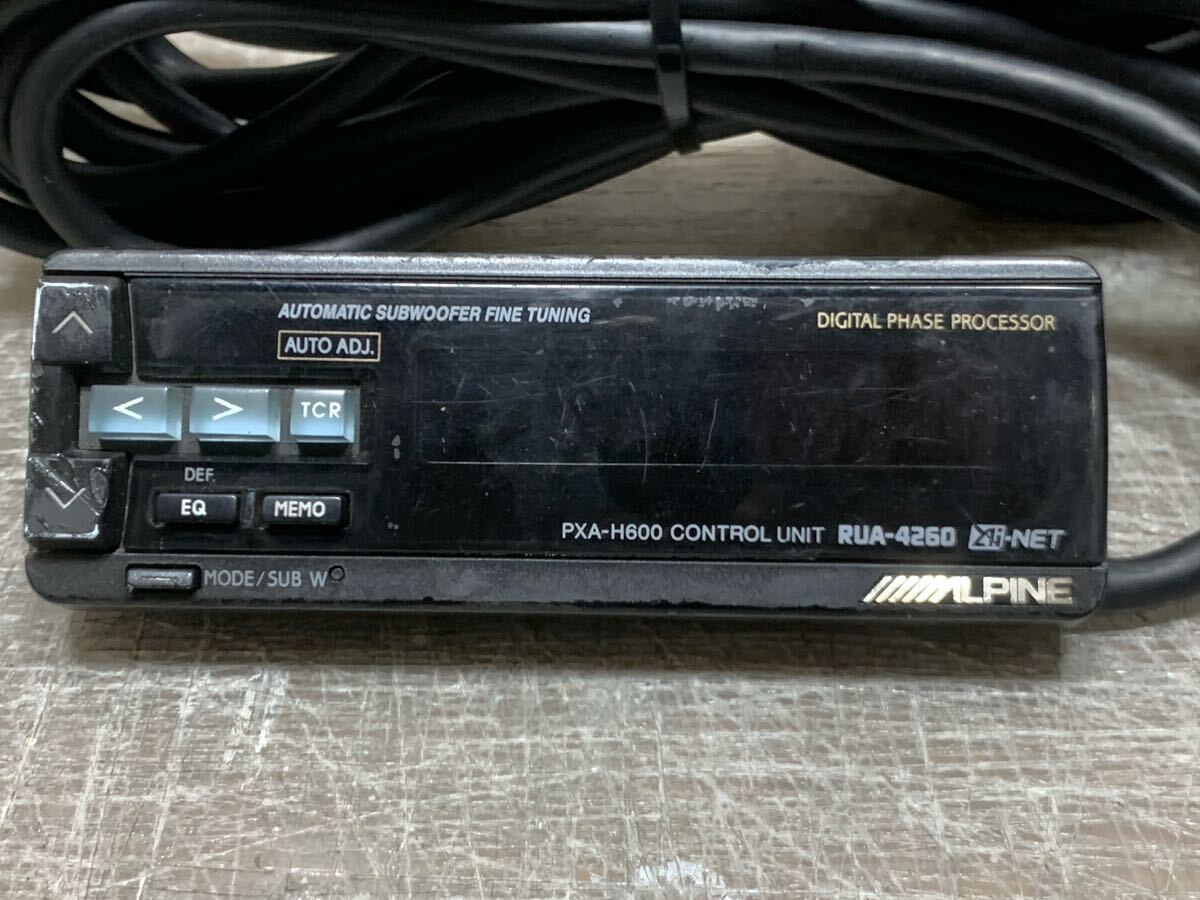 AUTOMATIC SUBWOOFER FINE TUNING
DIGITAL PHASE PROCESSOR
AUTO ADJ.
< > TCR
DEF.
EQ MEMO
PXA-H600 CONTROL UNIT RUA-4260 Ai-NET
MODE/SUB W
ALPINE